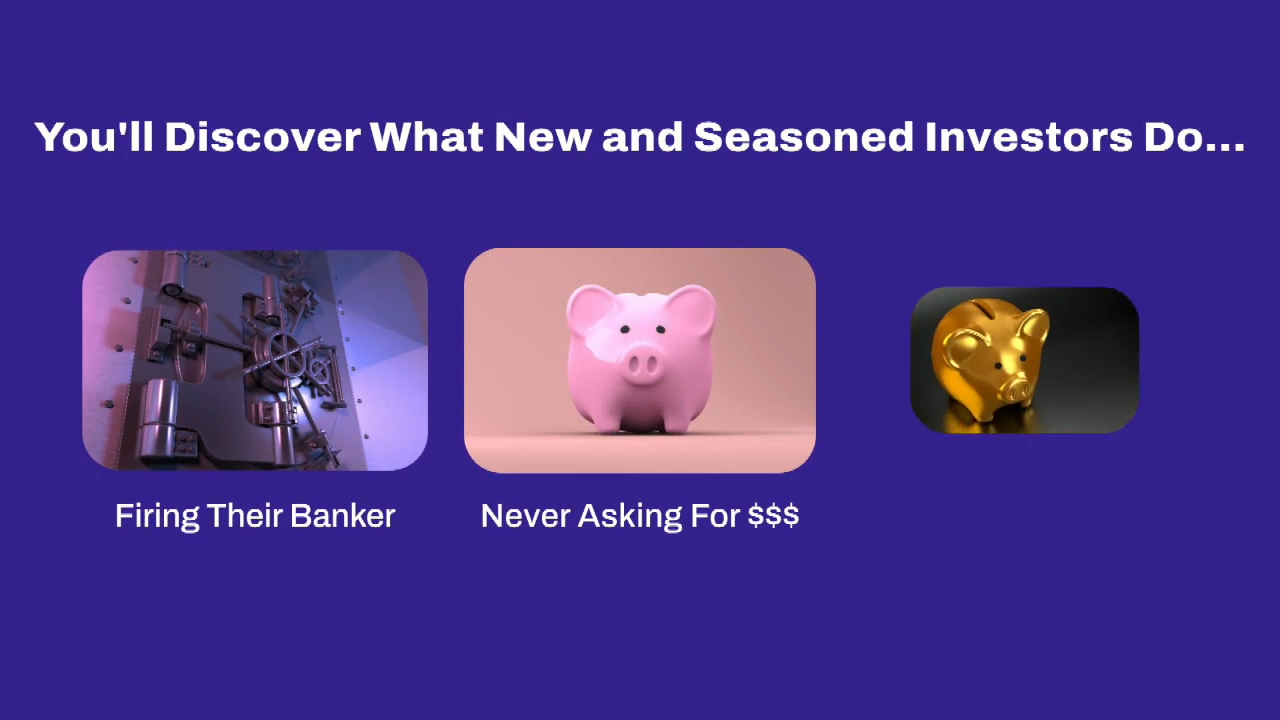 You'll Discover What New and Seasoned Investors Do...
Firing Their Banker
Never Asking For $$$